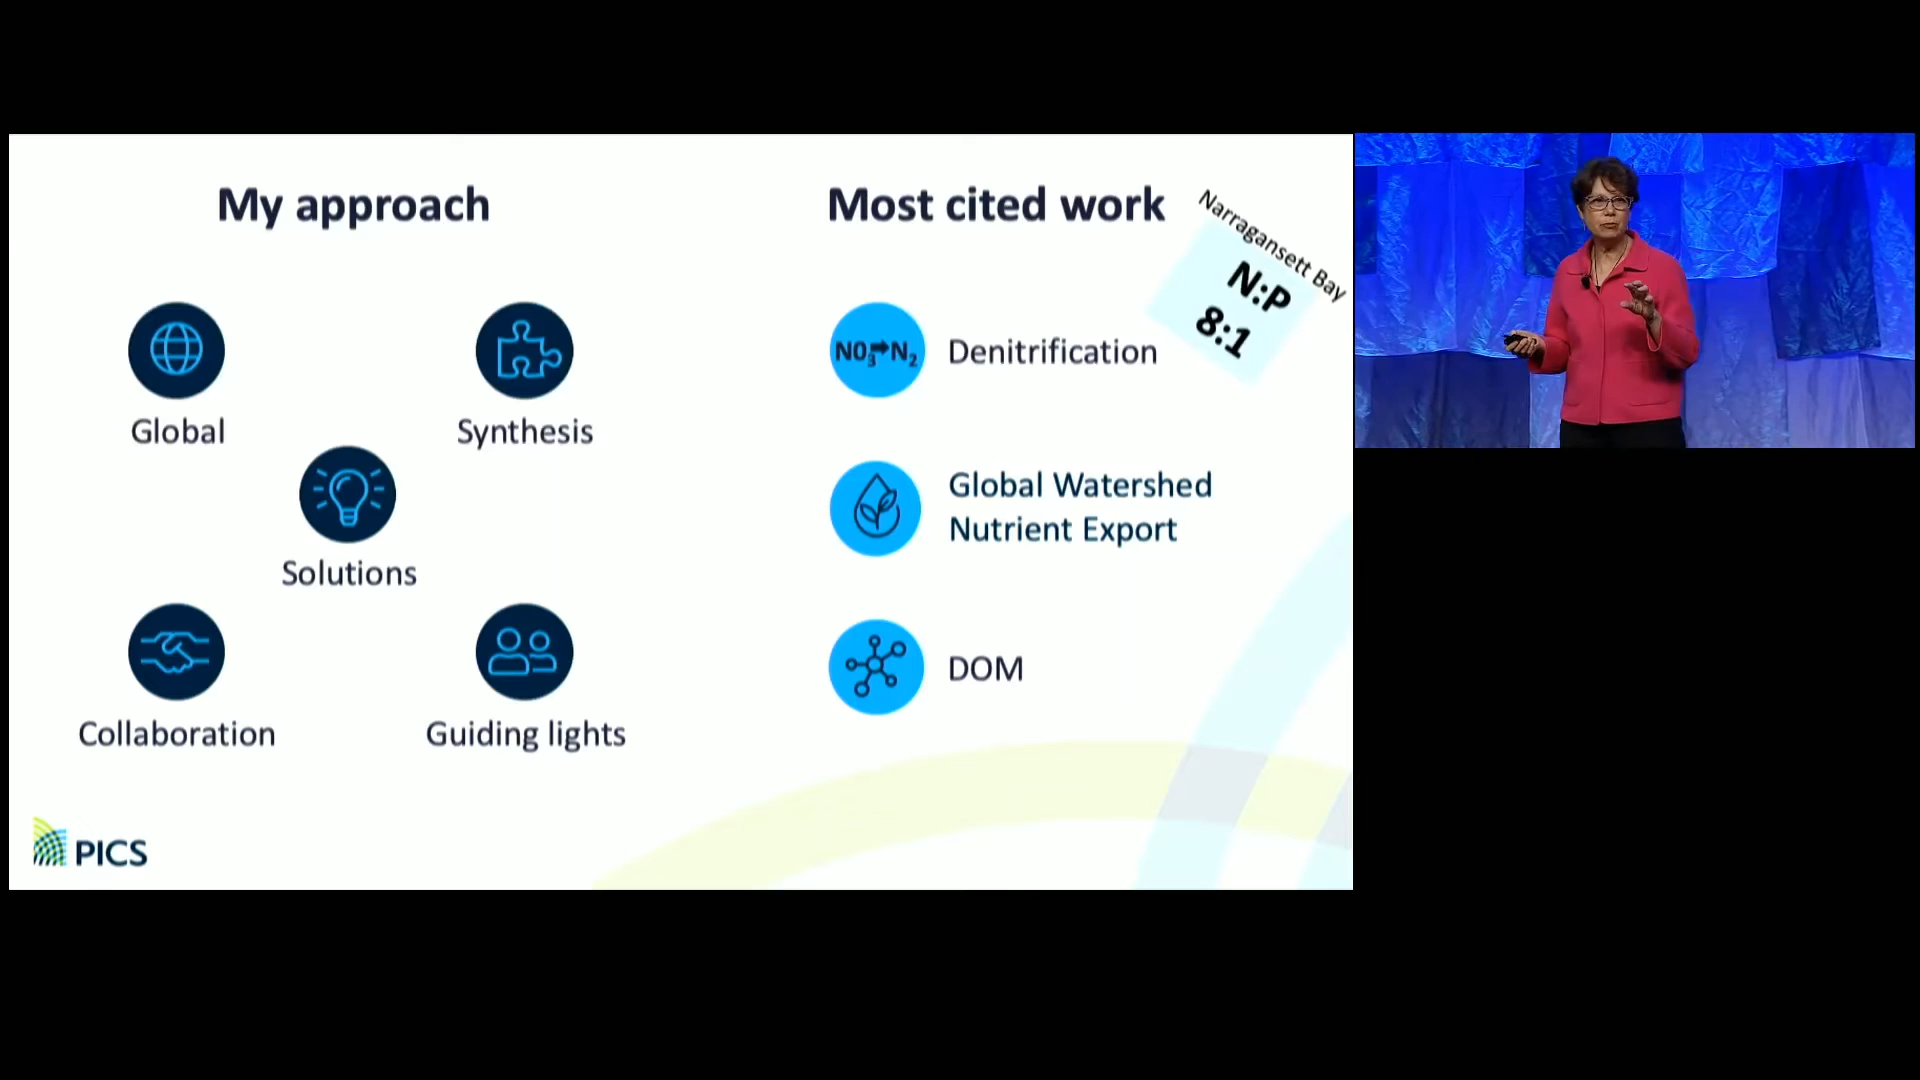 My approach
Global
Synthesis
Solutions
Collaboration
Guiding lights
Most cited work
Narragansett Bay
N:P
8:1
NO₃⁻➞N₂
Denitrification
Global Watershed
Nutrient Export
DOM
PICS